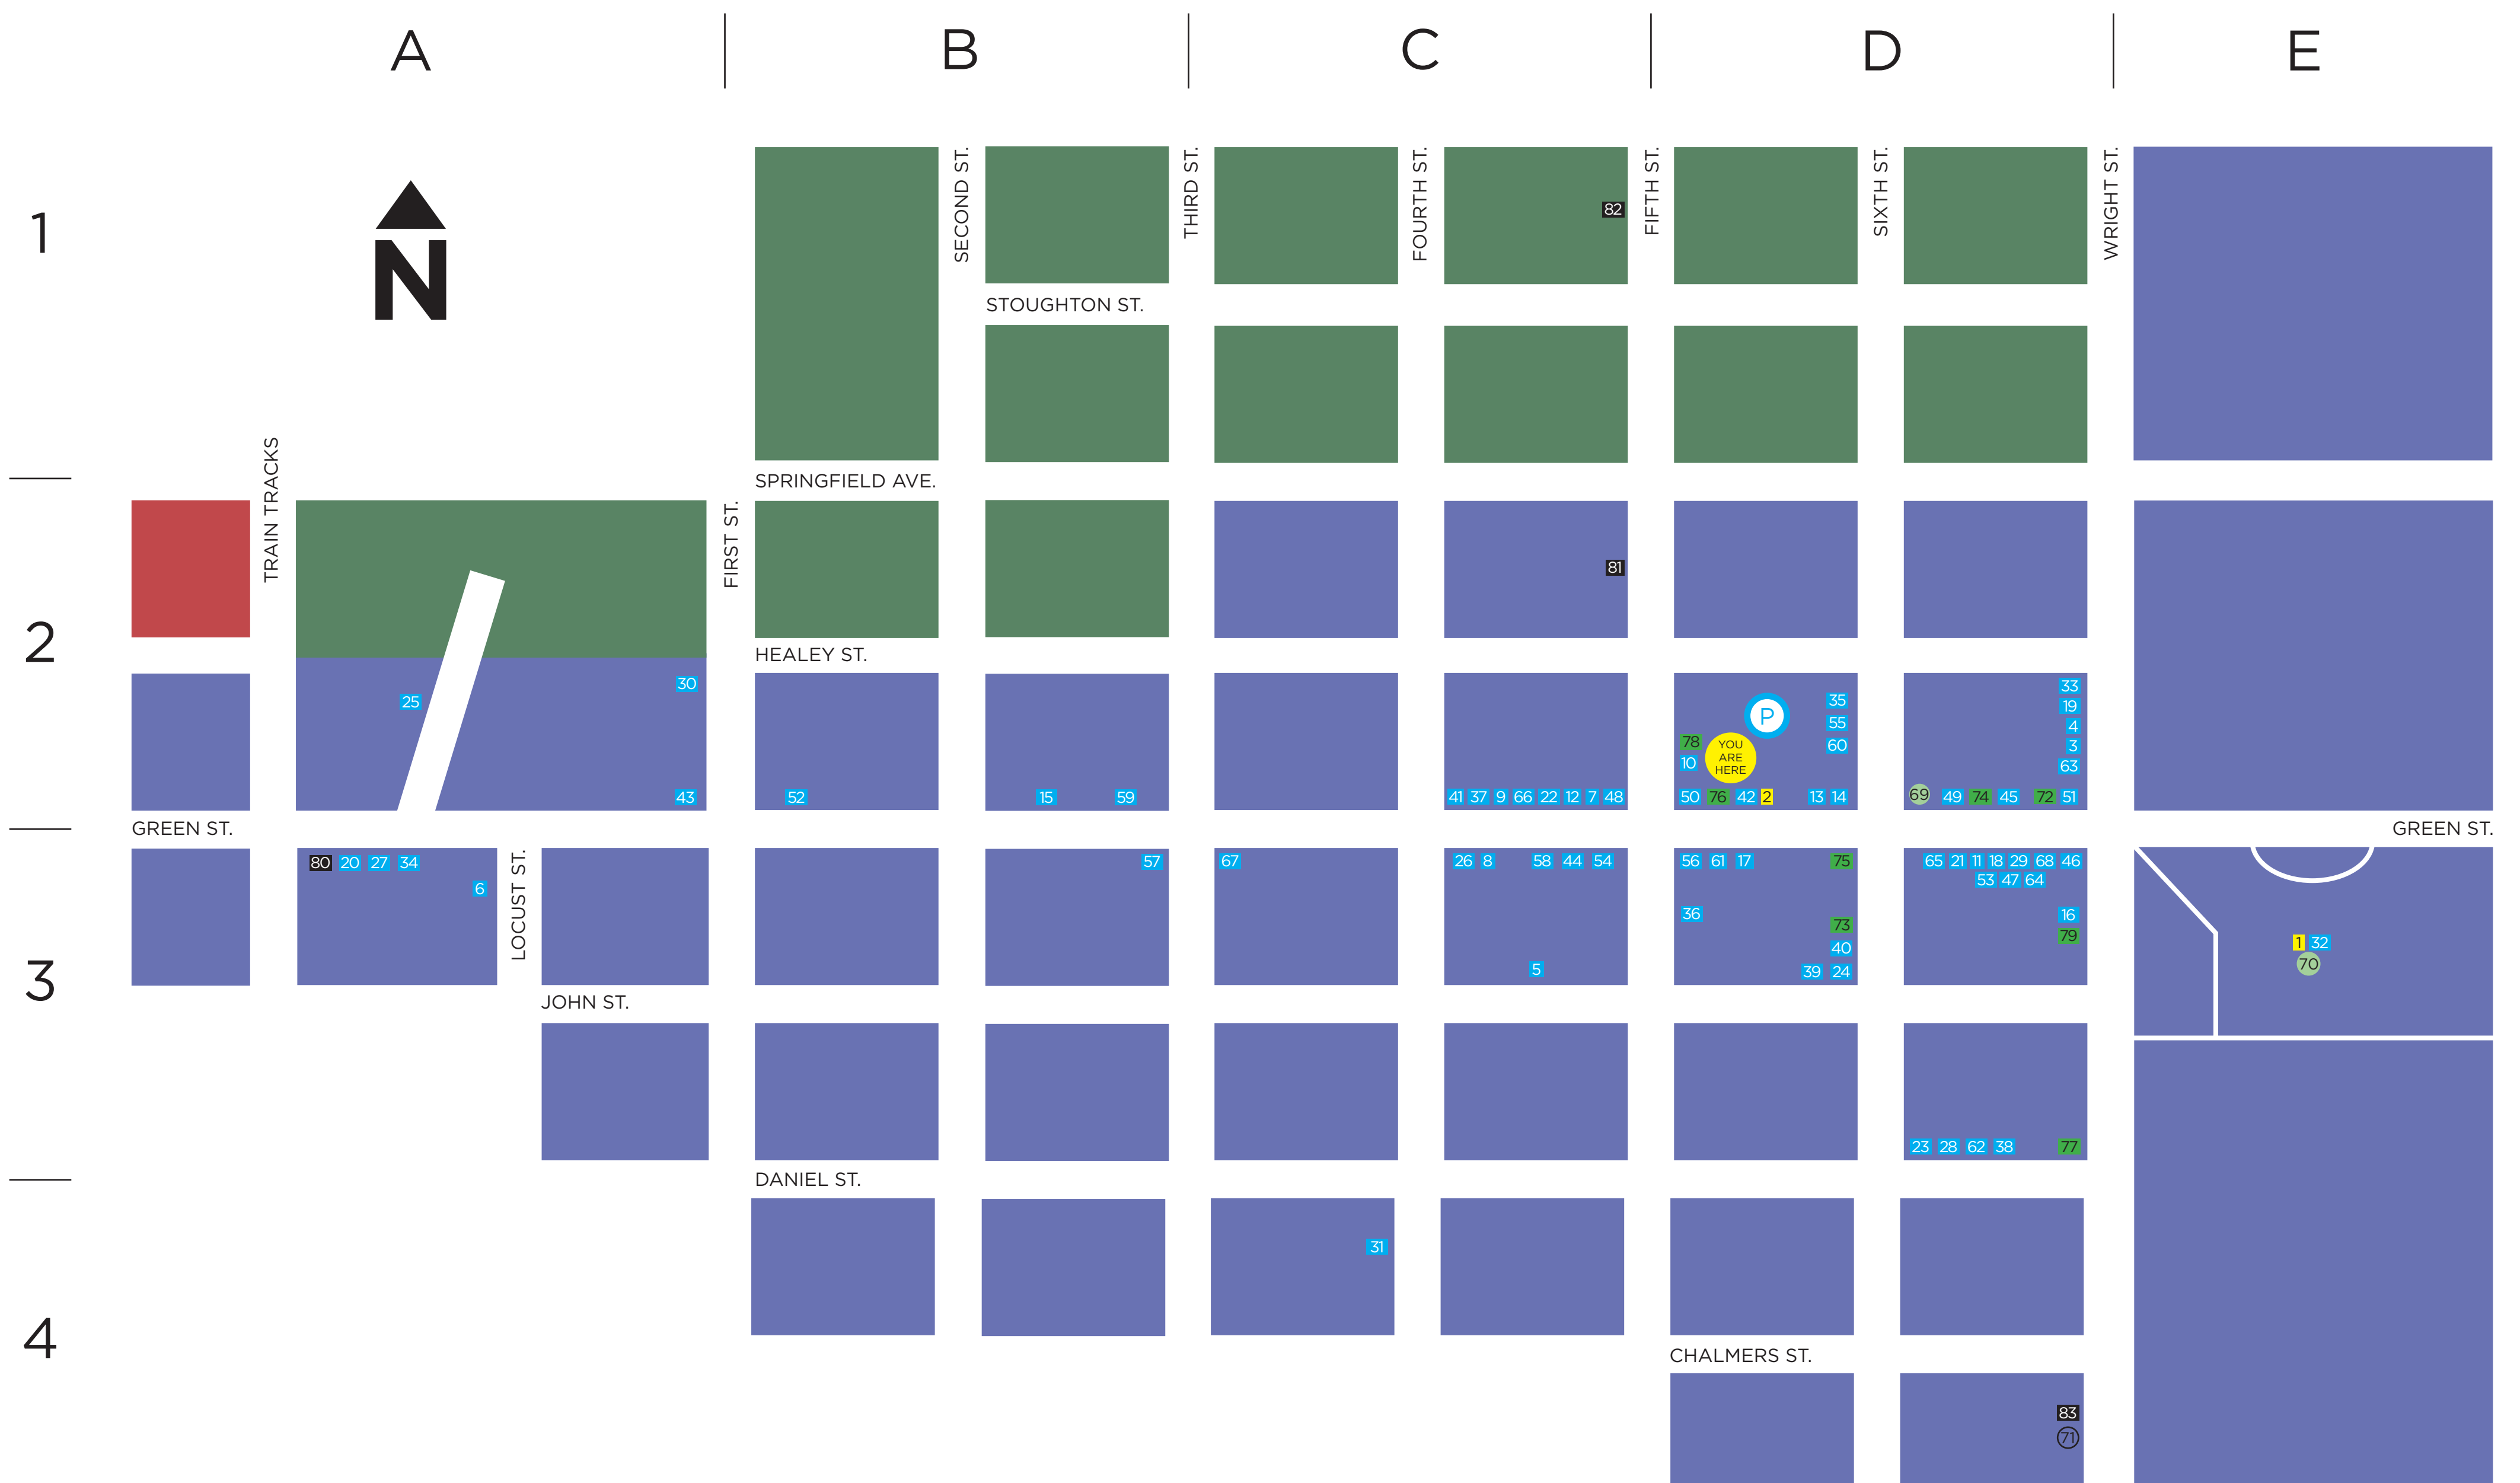 A B C D E
1
2
3
4
N
SECOND ST.
THIRD ST.
FOURTH ST.
FIFTH ST.
SIXTH ST.
WRIGHT ST.
82
STOUGHTON ST.
TRAIN TRACKS
SPRINGFIELD AVE.
FIRST ST.
81
HEALEY ST.
25
30
43
52
15 59
41 37 9 66 22 12 7 48
P
YOU
ARE
HERE
35
55
60
78
10
50 76 42 2 13 14
33
19
4
3
63
69 49 74 45 72 51
GREEN ST.
GREEN ST.
80 20 27 34
6
LOCUST ST.
57
67
26 8 58 44 54
5
56 61 17 75
36
73
40
39 24
65 21 11 18 29 68 46
53 47 64
16
79
1 32
70
JOHN ST.
23 28 62 38 77
DANIEL ST.
31
CHALMERS ST.
83
71